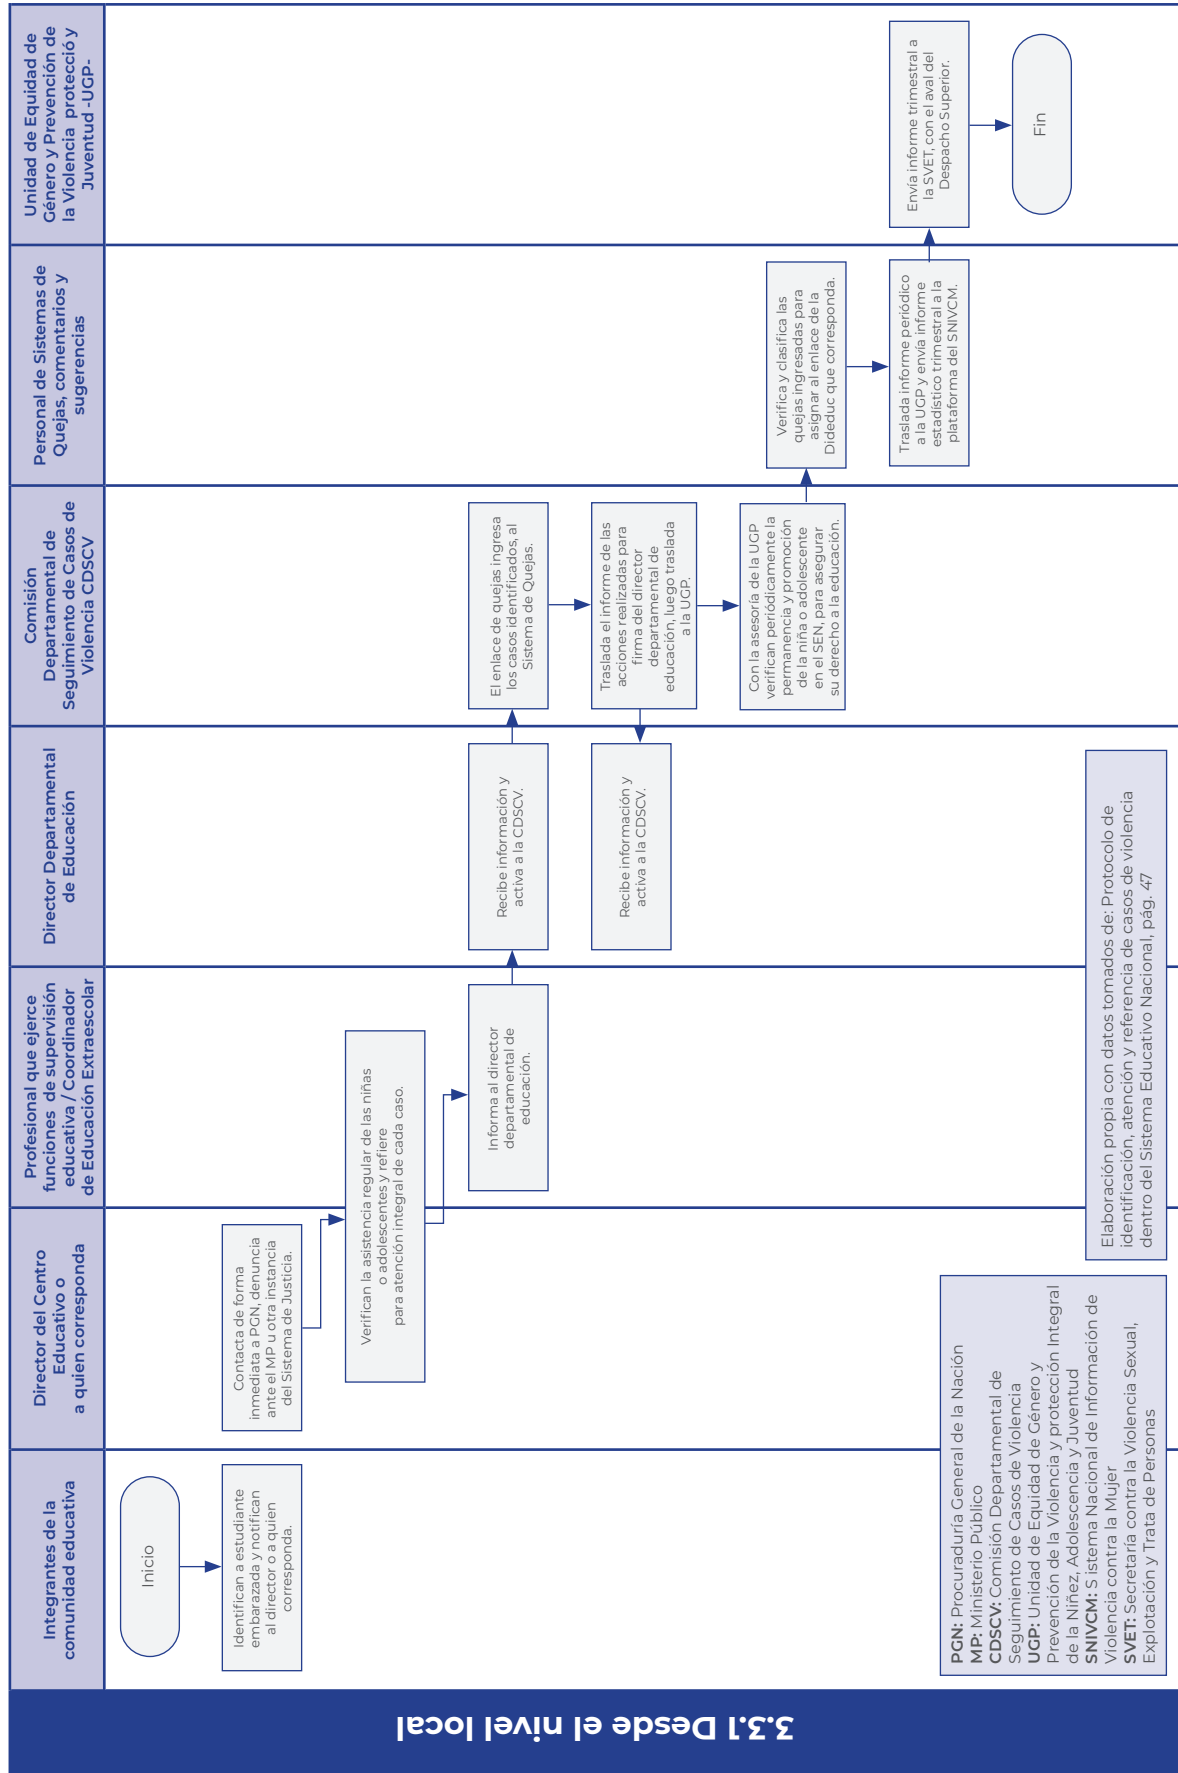 3.3.1 Desde el nivel local
Integrantes de la
comunidad educativa
Director del Centro
Educativo o
a quien corresponda
Profesional que ejerce
funciones de supervisión
educativa / Coordinador
de Educación Extraescolar
Director Departamental
de Educación
Comisión
Departamental de
Seguimiento de Casos de
Violencia CDSCV
Personal de Sistemas de
Quejas, comentarios y
sugerencias
Unidad de Equidad de
Género y Prevención de
la Violencia protecció y
Juventud -UGP-
Inicio
Identifican a estudiante
embarazada y notifican
al director o a quien
corresponda.
Contacta de forma
inmediata a PGN, denuncia
ante el MP u otra instancia
del Sistema de Justicia.
Verifican la asistencia regular de las niñas
o adolescentes y refiere
para atención integral de cada caso.
Informa al director
departamental de
educación.
Recibe información y
activa a la CDSCV.
El enlace de quejas ingresa
los casos identificados, al
Sistema de Quejas.
Traslada el informe de las
acciones realizadas para
firma del director
departamental de
educación, luego traslada
a la UGP.
Recibe información y
activa a la CDSCV.
Con la asesoría de la UGP
verifican periódicamente la
permanencia y promoción
de la niña o adolescente
en el SEN, para asegurar
su derecho a la educación.
Verifica y clasifica las
quejas ingresadas para
asignar al enlace de la
Dideduc que corresponda.
Traslada informe periódico
a la UGP y envía informe
estadístico trimestral a la
plataforma del SNIVCM.
Envía informe trimestral a
la SVET, con el aval del
Despacho Superior.
Fin
PGN: Procuraduría General de la Nación
MP: Ministerio Público
CDSCV: Comisión Departamental de
Seguimiento de Casos de Violencia
UGP: Unidad de Equidad de Género y
Prevención de la Violencia y protección Integral
de la Niñez, Adolescencia y Juventud
SNIVCM: S istema Nacional de Información de
Violencia contra la Mujer
SVET: Secretaría contra la Violencia Sexual,
Explotación y Trata de Personas
Elaboración propia con datos tomados de: Protocolo de
identificación, atención y referencia de casos de violencia
dentro del Sistema Educativo Nacional, pág. 47